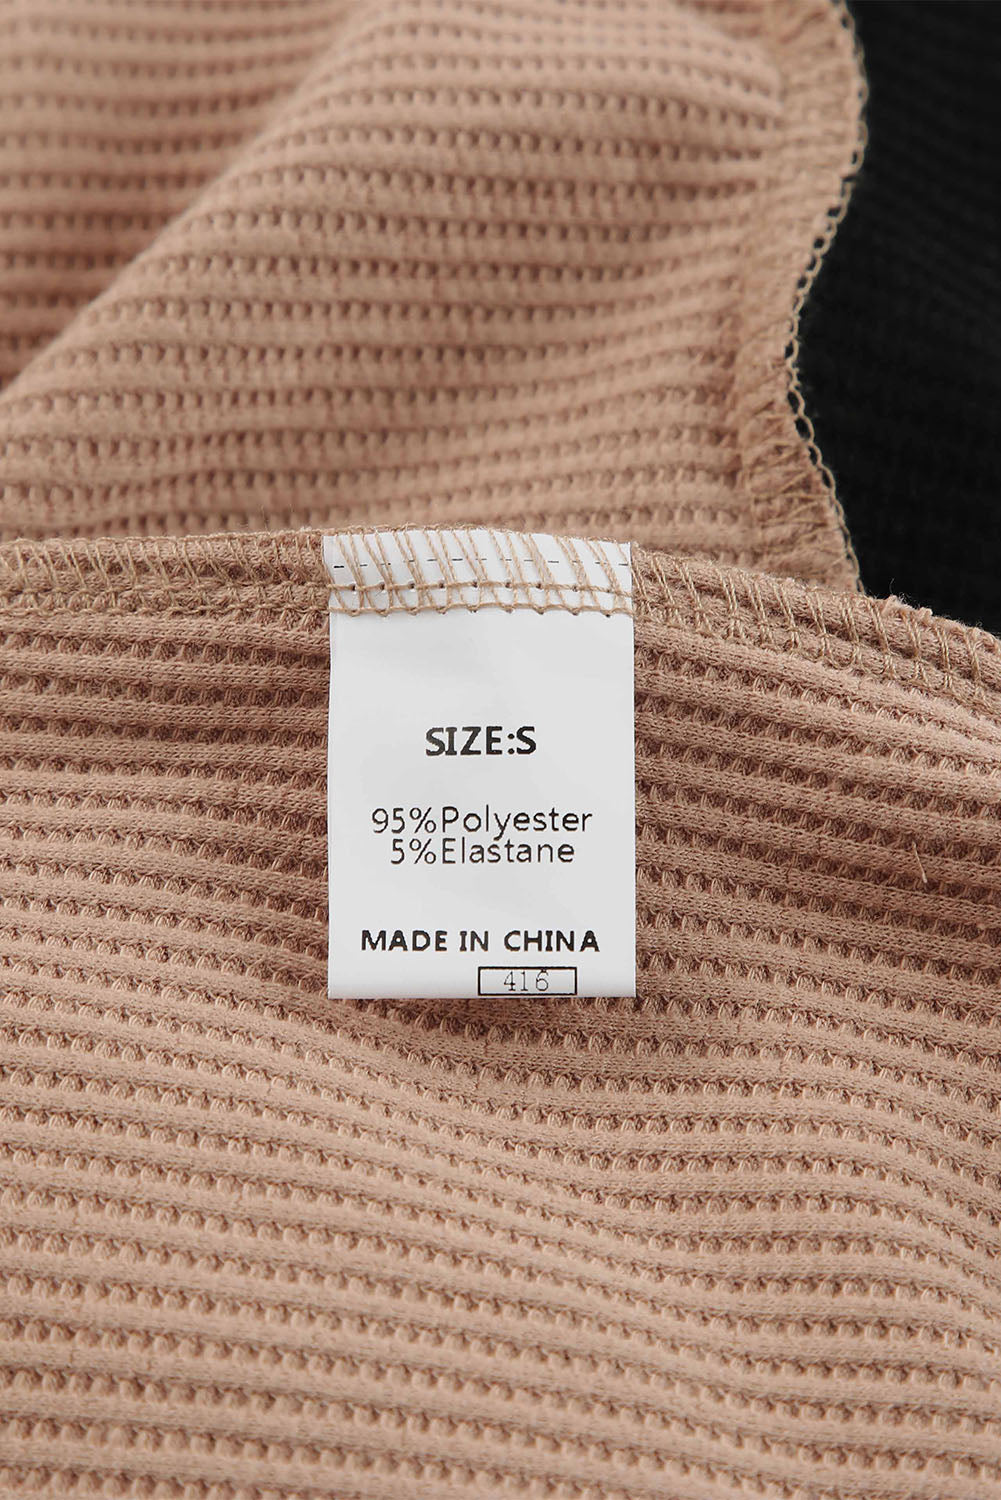 SIZE:S
95%Polyester
5%Elastane
MADE IN CHINA
416